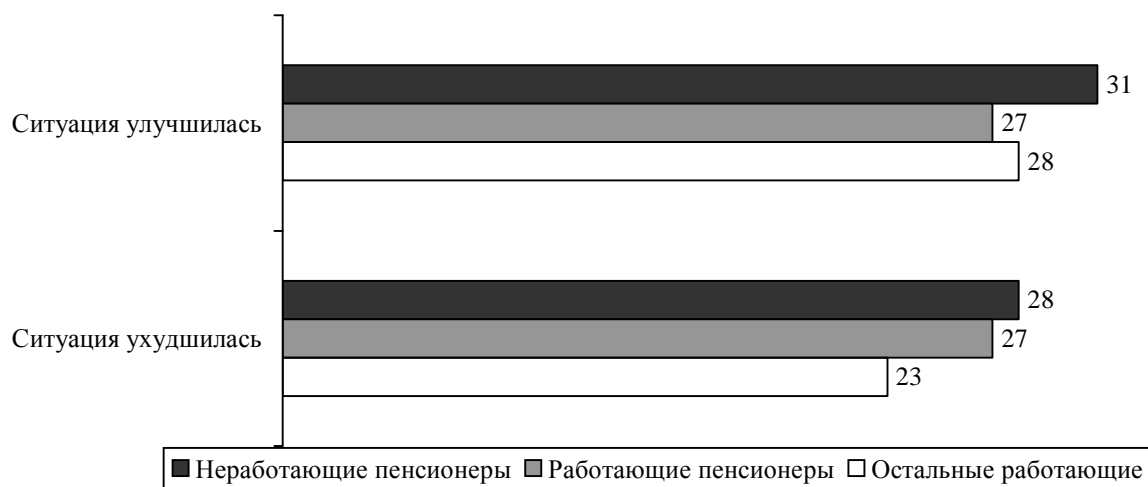 31
Ситуация улучшилась 27
28
28
Ситуация ухудшилась 27
23
Неработающие пенсионеры Работающие пенсионеры Остальные работающие